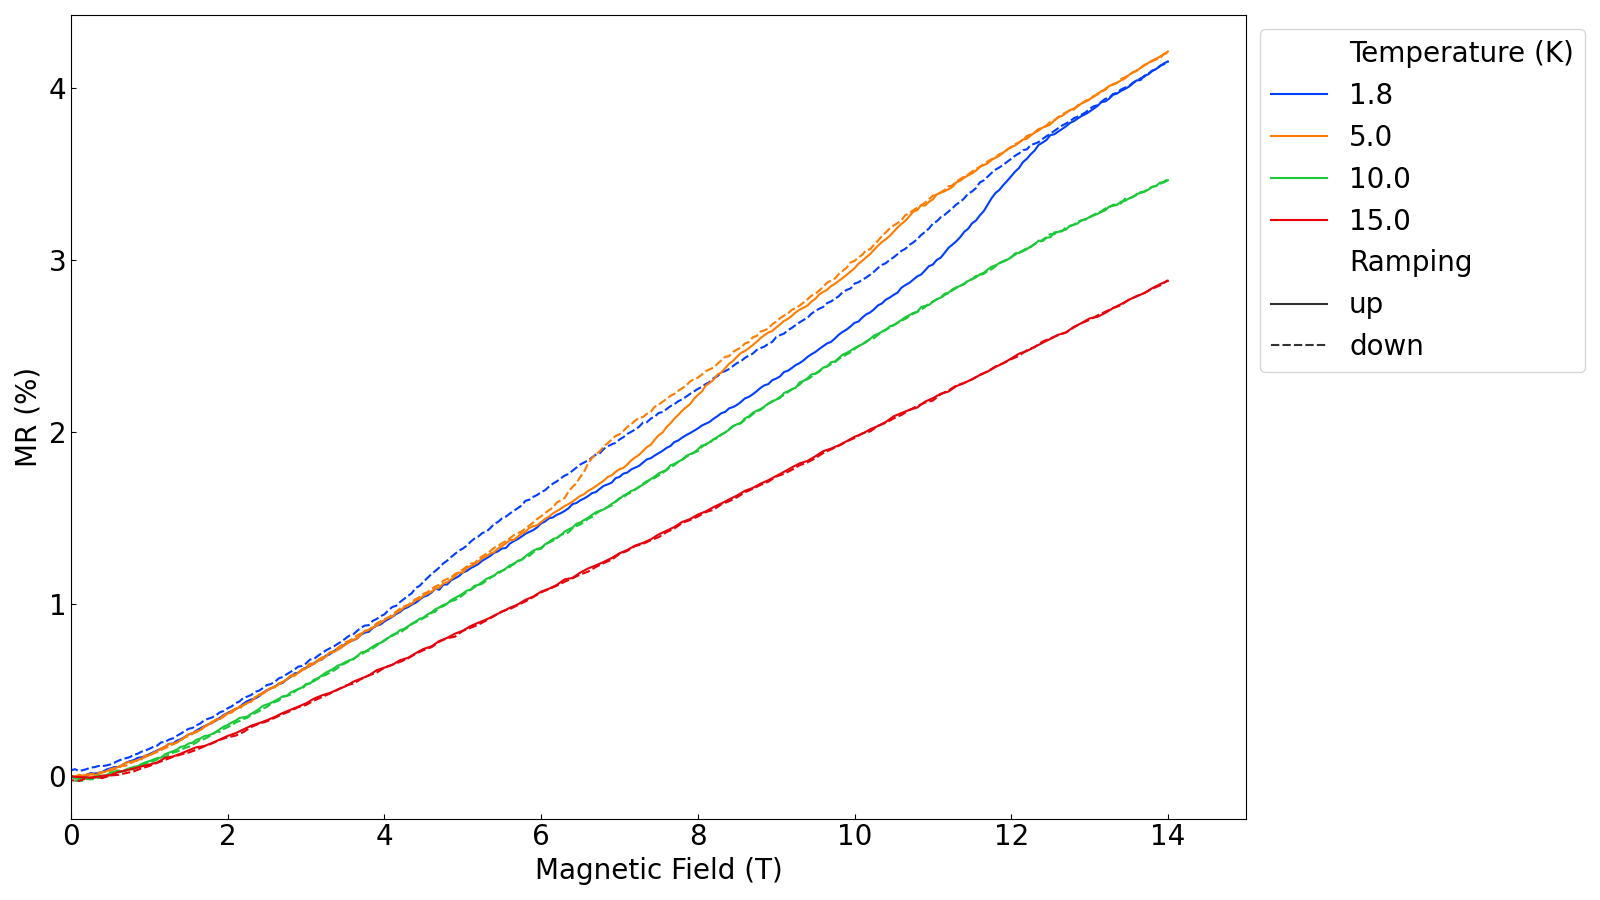 MR (%)
4
3
2
1
0
0 2 4 6 8 10 12 14
Magnetic Field (T)
Temperature (K)
1.8
5.0
10.0
15.0
Ramping
up
down